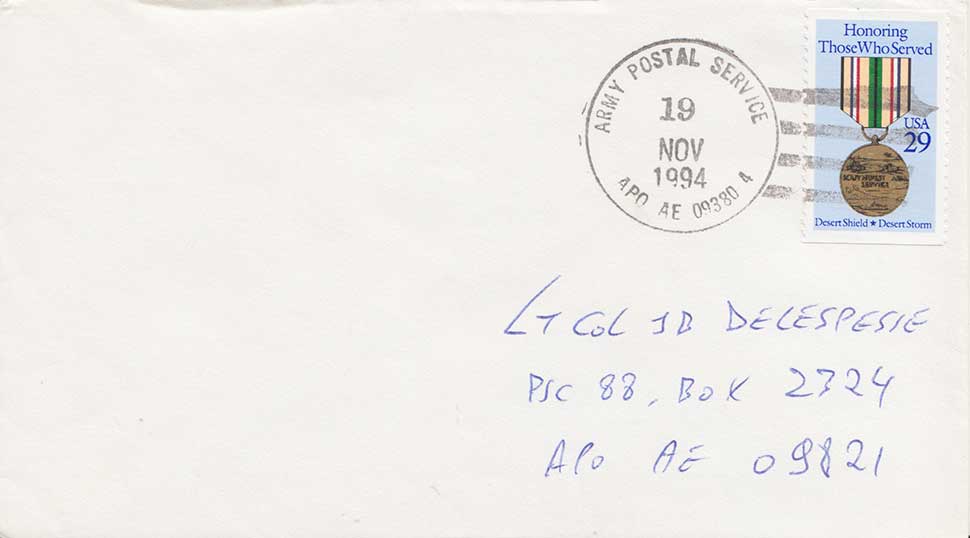 Honoring
Those Who Served
USA
29
Desert Shield ★ Desert Storm
ARMY POSTAL SERVICE
19
NOV
1994
APO AE 09380 4
LT COL JB DELESPESSE
PSC 88, BOX 2324
APO AE 09821